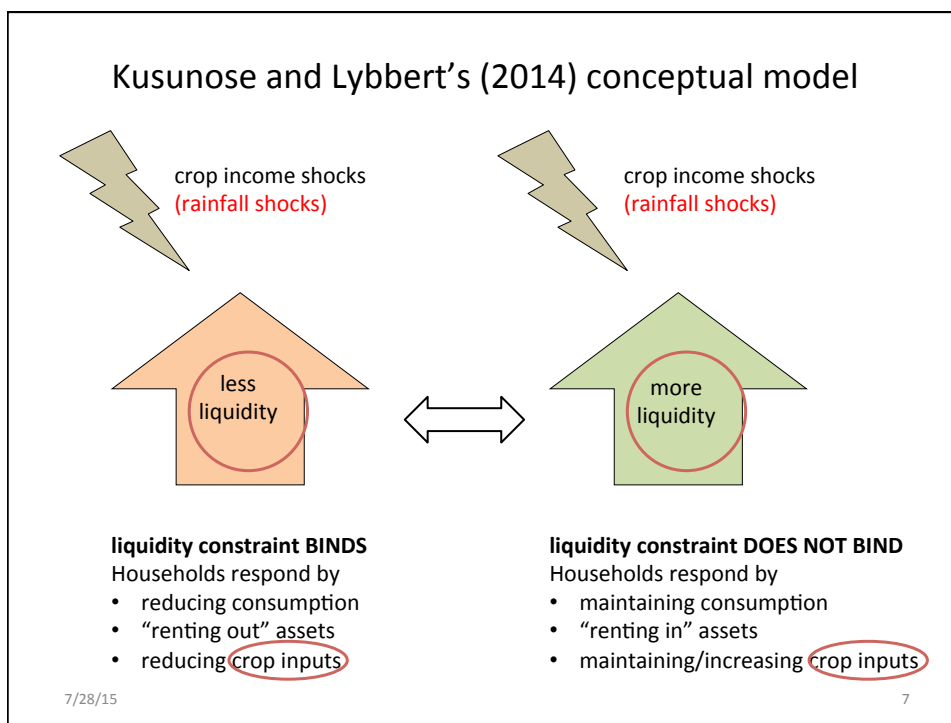 Kusunose and Lybbert's (2014) conceptual model
crop income shocks
(rainfall shocks)
crop income shocks
(rainfall shocks)
less
liquidity
more
liquidity
liquidity constraint BINDS
Households respond by
• reducing consumption
• “renting out” assets
• reducing crop inputs
liquidity constraint DOES NOT BIND
Households respond by
• maintaining consumption
• “renting in” assets
• maintaining/increasing crop inputs
7/28/15
7